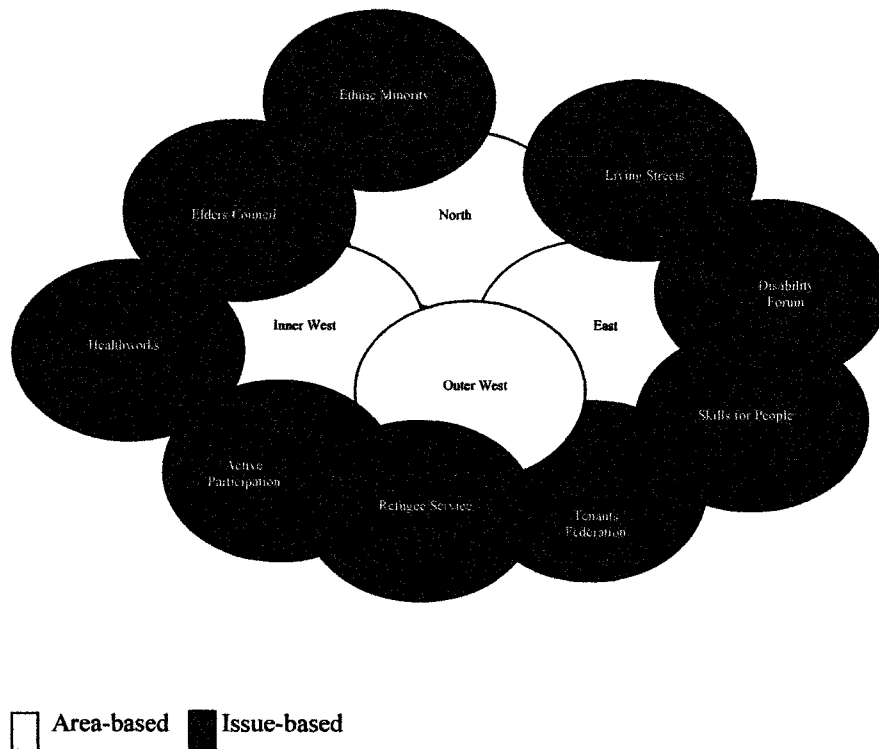 Ethnic Minority
Living Streets
Elders Council
North
Disability
Forum
Inner West
East
Healthworks
Outer West
Skills for People
Active
Participation
Refugee Service
Tenants
Federation
Area-based
Issue-based